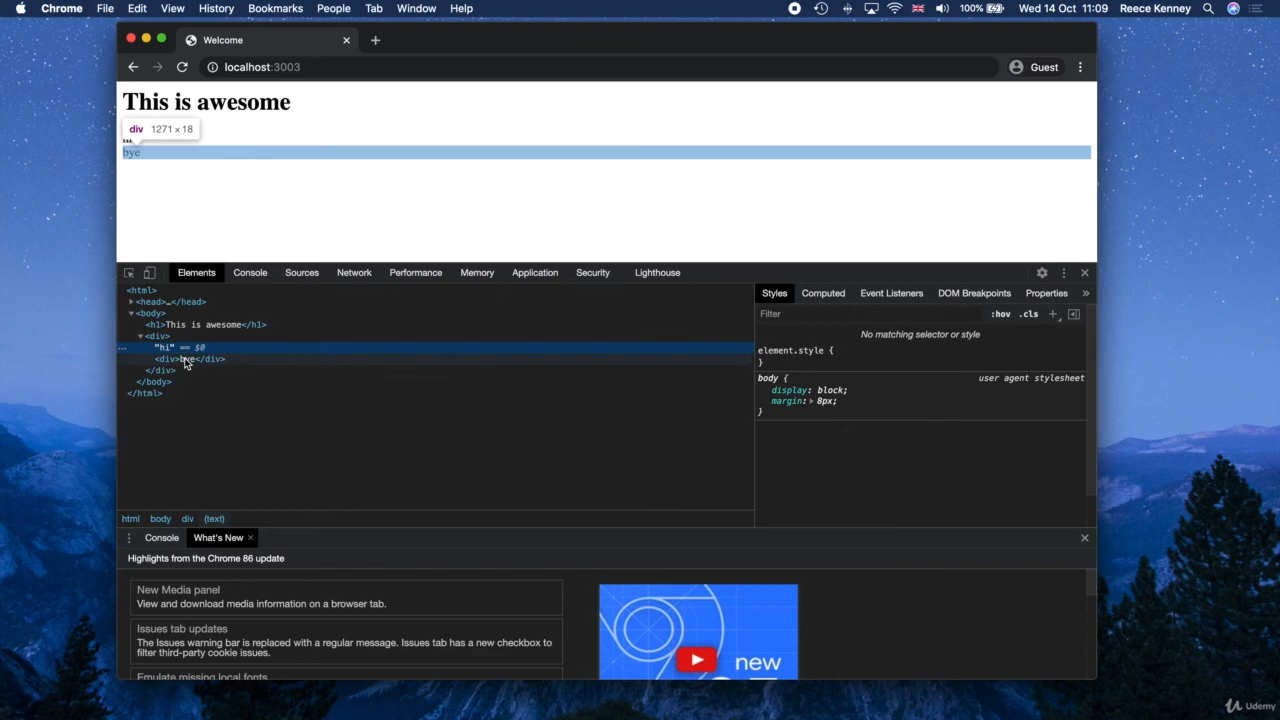 Chrome File Edit View History Bookmarks People Tab Window Help 100% Wed 14 Oct 11:09 Reece Kenney
Welcome
localhost:3003 Guest
This is awesome
div 1271 × 18
bye
Elements Console Sources Network Performance Memory Application Security Lighthouse
<html>
<head>…</head>
<body>
<h1>This is awesome</h1>
<div>
"hi" == $0
<div>bye</div>
</div>
</body>
</html>
Styles Computed Event Listeners DOM Breakpoints Properties »
Filter :hov .cls
No matching selector or style
element.style {
}
body { user agent stylesheet
display: block;
margin: 8px;
}
html body div (text)
Console What's New
Highlights from the Chrome 86 update
New Media panel
View and download media information on a browser tab.
Issues tab updates
The Issues warning bar is replaced with a regular message. Issues tab has a new checkbox to
filter third-party cookie issues.
Emulate missing local fonts
new
Udemy